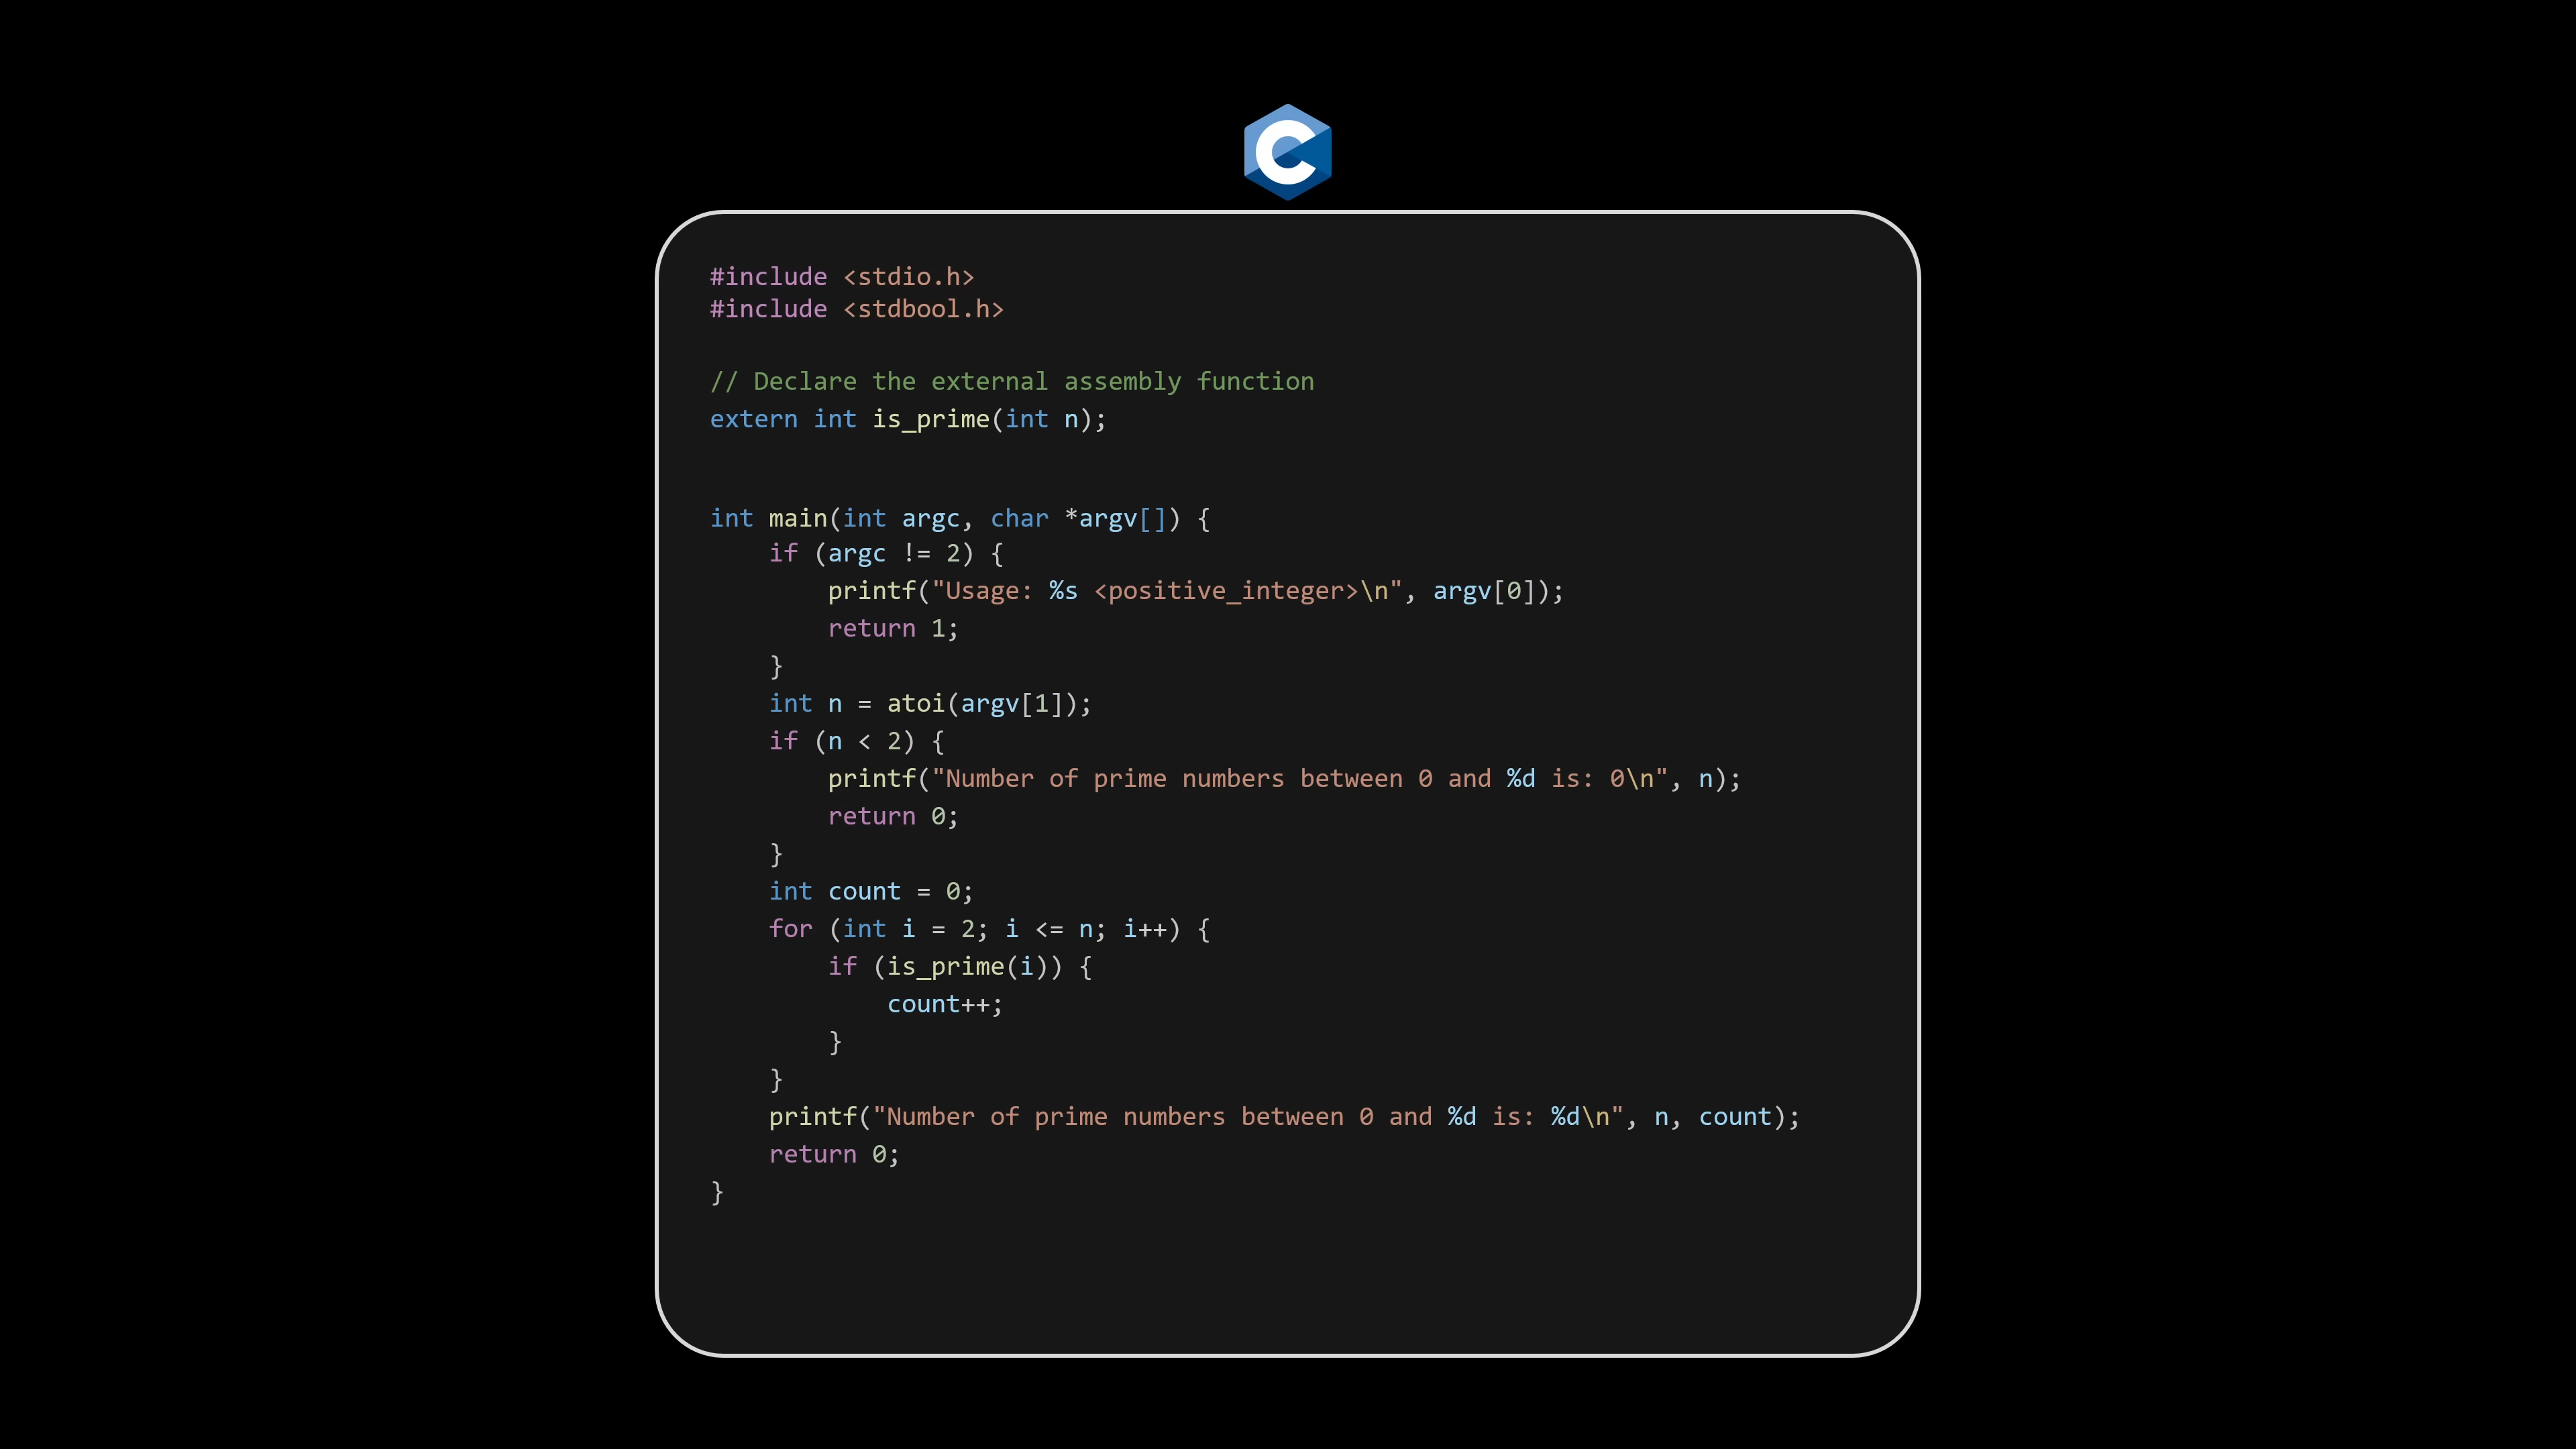 C
#include <stdio.h>
#include <stdbool.h>
// Declare the external assembly function
extern int is_prime(int n);
int main(int argc, char *argv[]) {
    if (argc != 2) {
        printf("Usage: %s <positive_integer>\n", argv[0]);
        return 1;
    }
    int n = atoi(argv[1]);
    if (n < 2) {
        printf("Number of prime numbers between 0 and %d is: 0\n", n);
        return 0;
    }
    int count = 0;
    for (int i = 2; i <= n; i++) {
        if (is_prime(i)) {
            count++;
        }
    }
    printf("Number of prime numbers between 0 and %d is: %d\n", n, count);
    return 0;
}